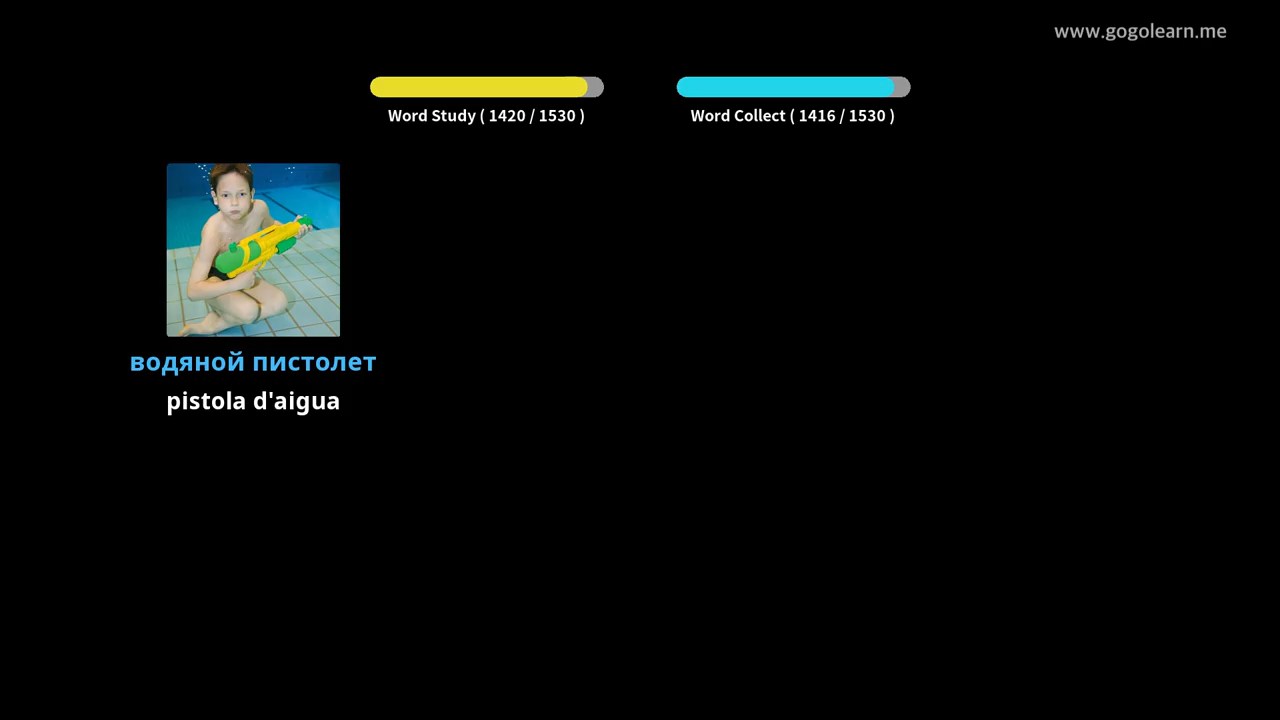 www.gogolearn.me
Word Study ( 1420 / 1530 )
Word Collect ( 1416 / 1530 )
водяной пистолет
pistola d'aigua